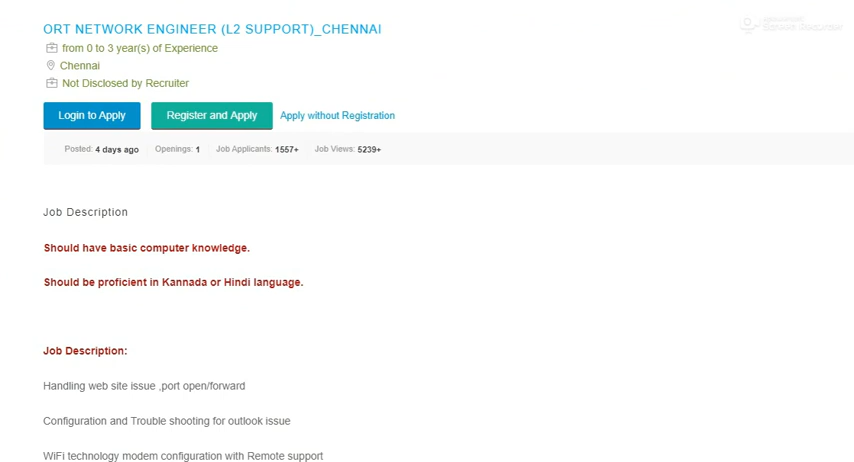 ORT NETWORK ENGINEER (L2 SUPPORT)_CHENNAI
from 0 to 3 year(s) of Experience
Chennai
Not Disclosed by Recruiter
Login to Apply Register and Apply Apply without Registration
Posted: 4 days ago Openings: 1 Job Applicants: 1557+ Job Views: 5239+
Job Description
Should have basic computer knowledge.
Should be proficient in Kannada or Hindi language.
Job Description:
Handling web site issue ,port open/forward
Configuration and Trouble shooting for outlook issue
WiFi technology modem configuration with Remote support